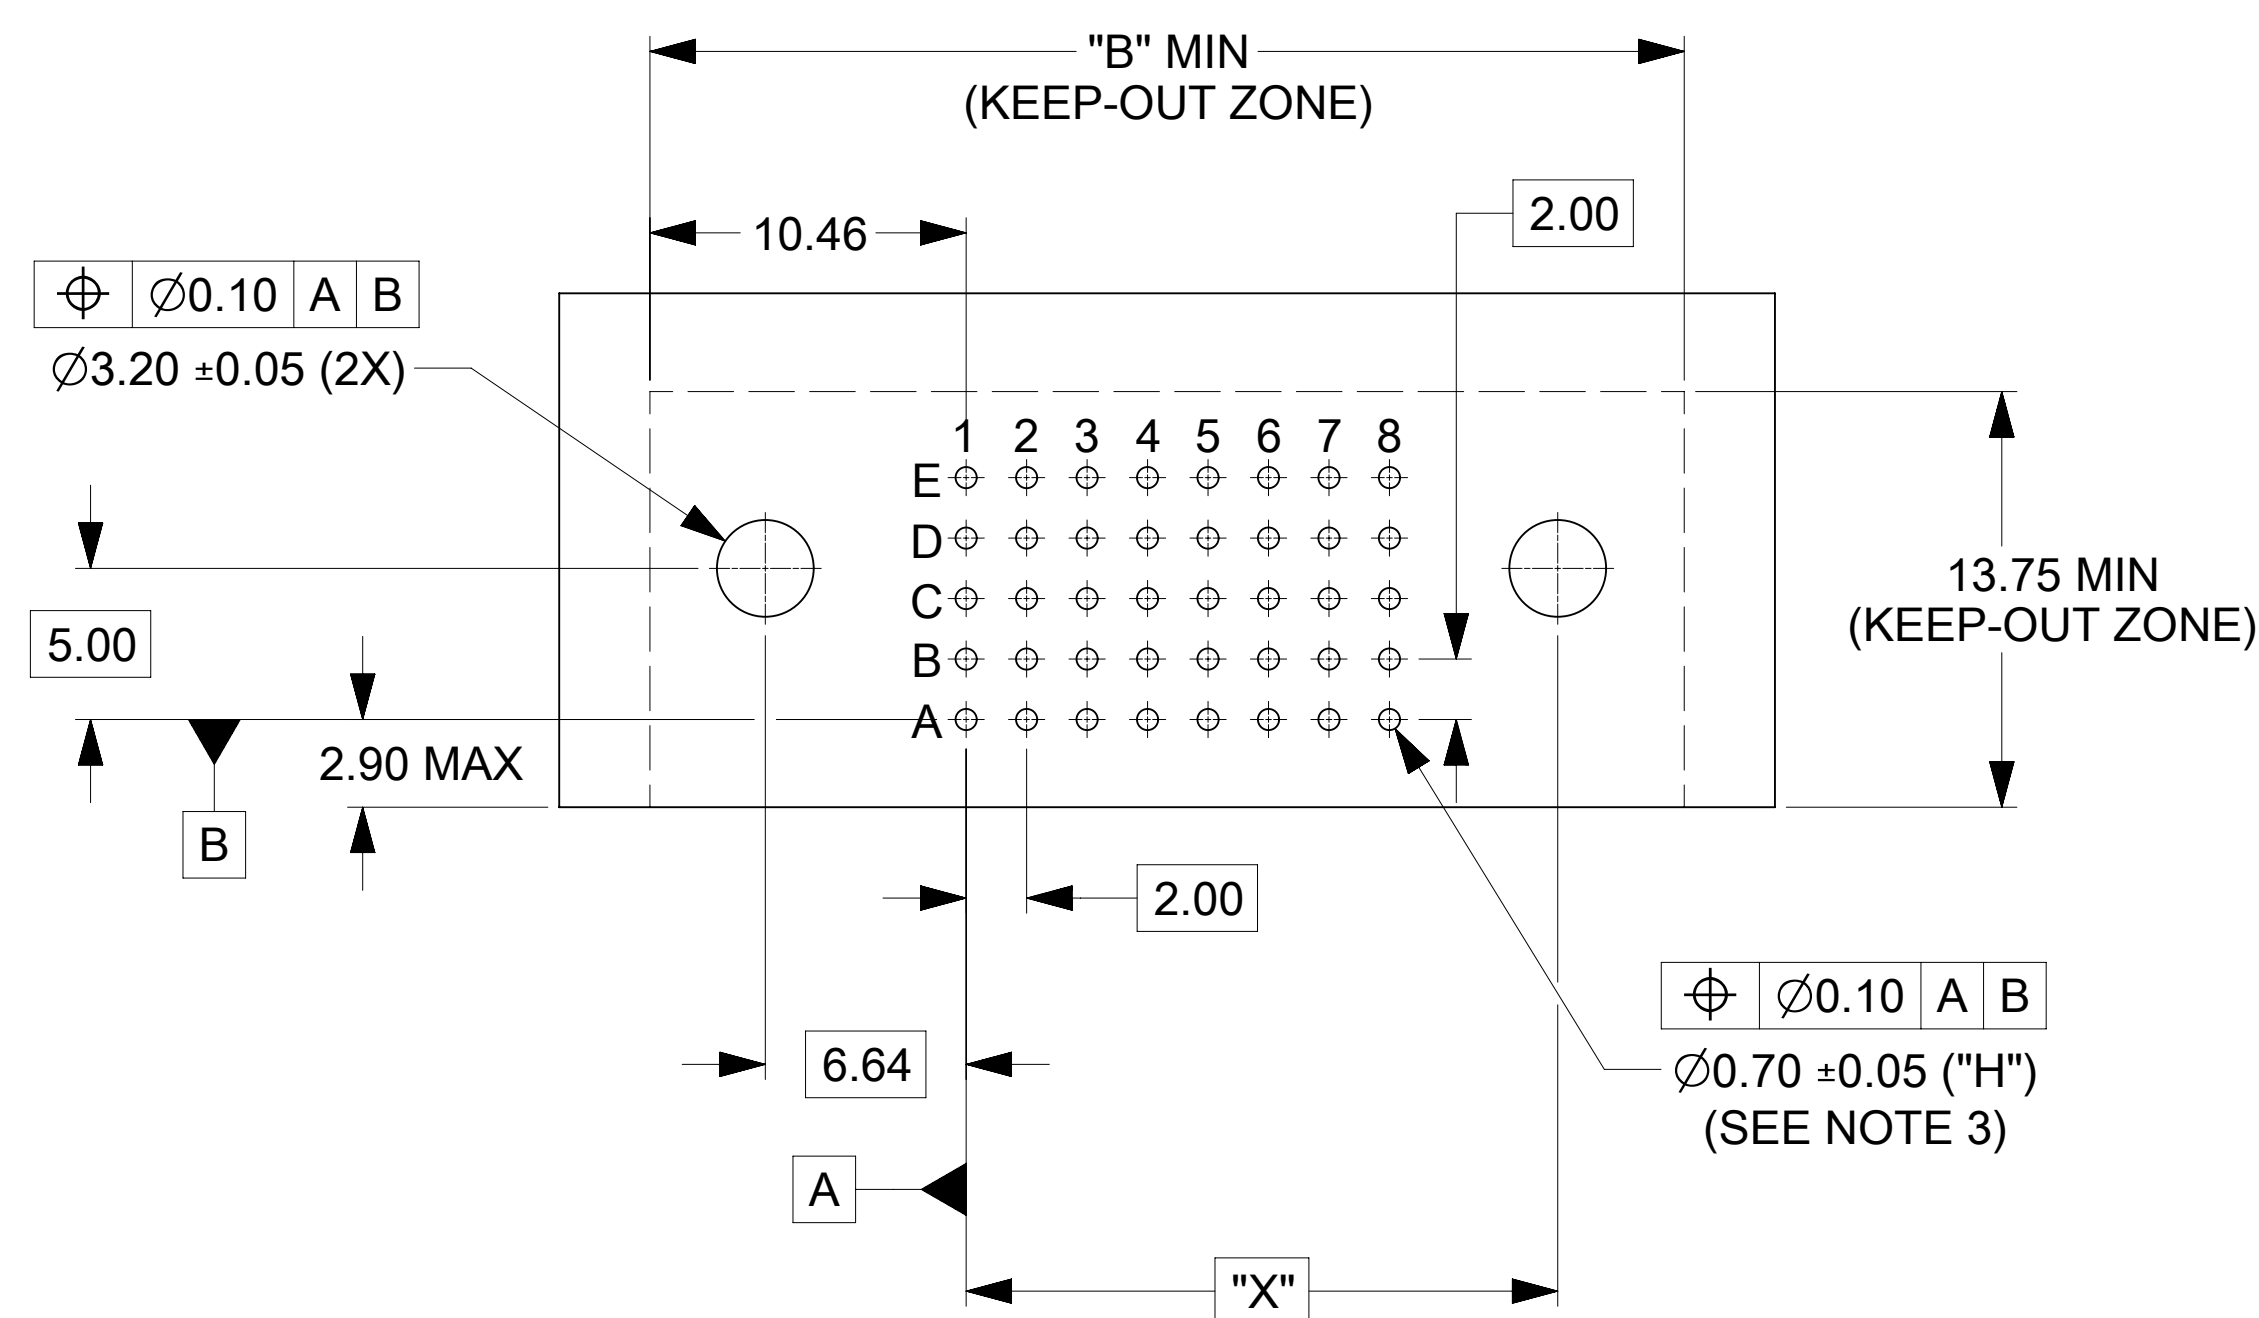 "B" MIN
(KEEP-OUT ZONE)
2.00
10.46
⌖ ∅0.10 A B
∅3.20 ±0.05 (2X)
1 2 3 4 5 6 7 8
E
D
C
B
A
13.75 MIN
(KEEP-OUT ZONE)
5.00
2.90 MAX
B
2.00
⌖ ∅0.10 A B
∅0.70 ±0.05 ("H")
(SEE NOTE 3)
6.64
A
"X"